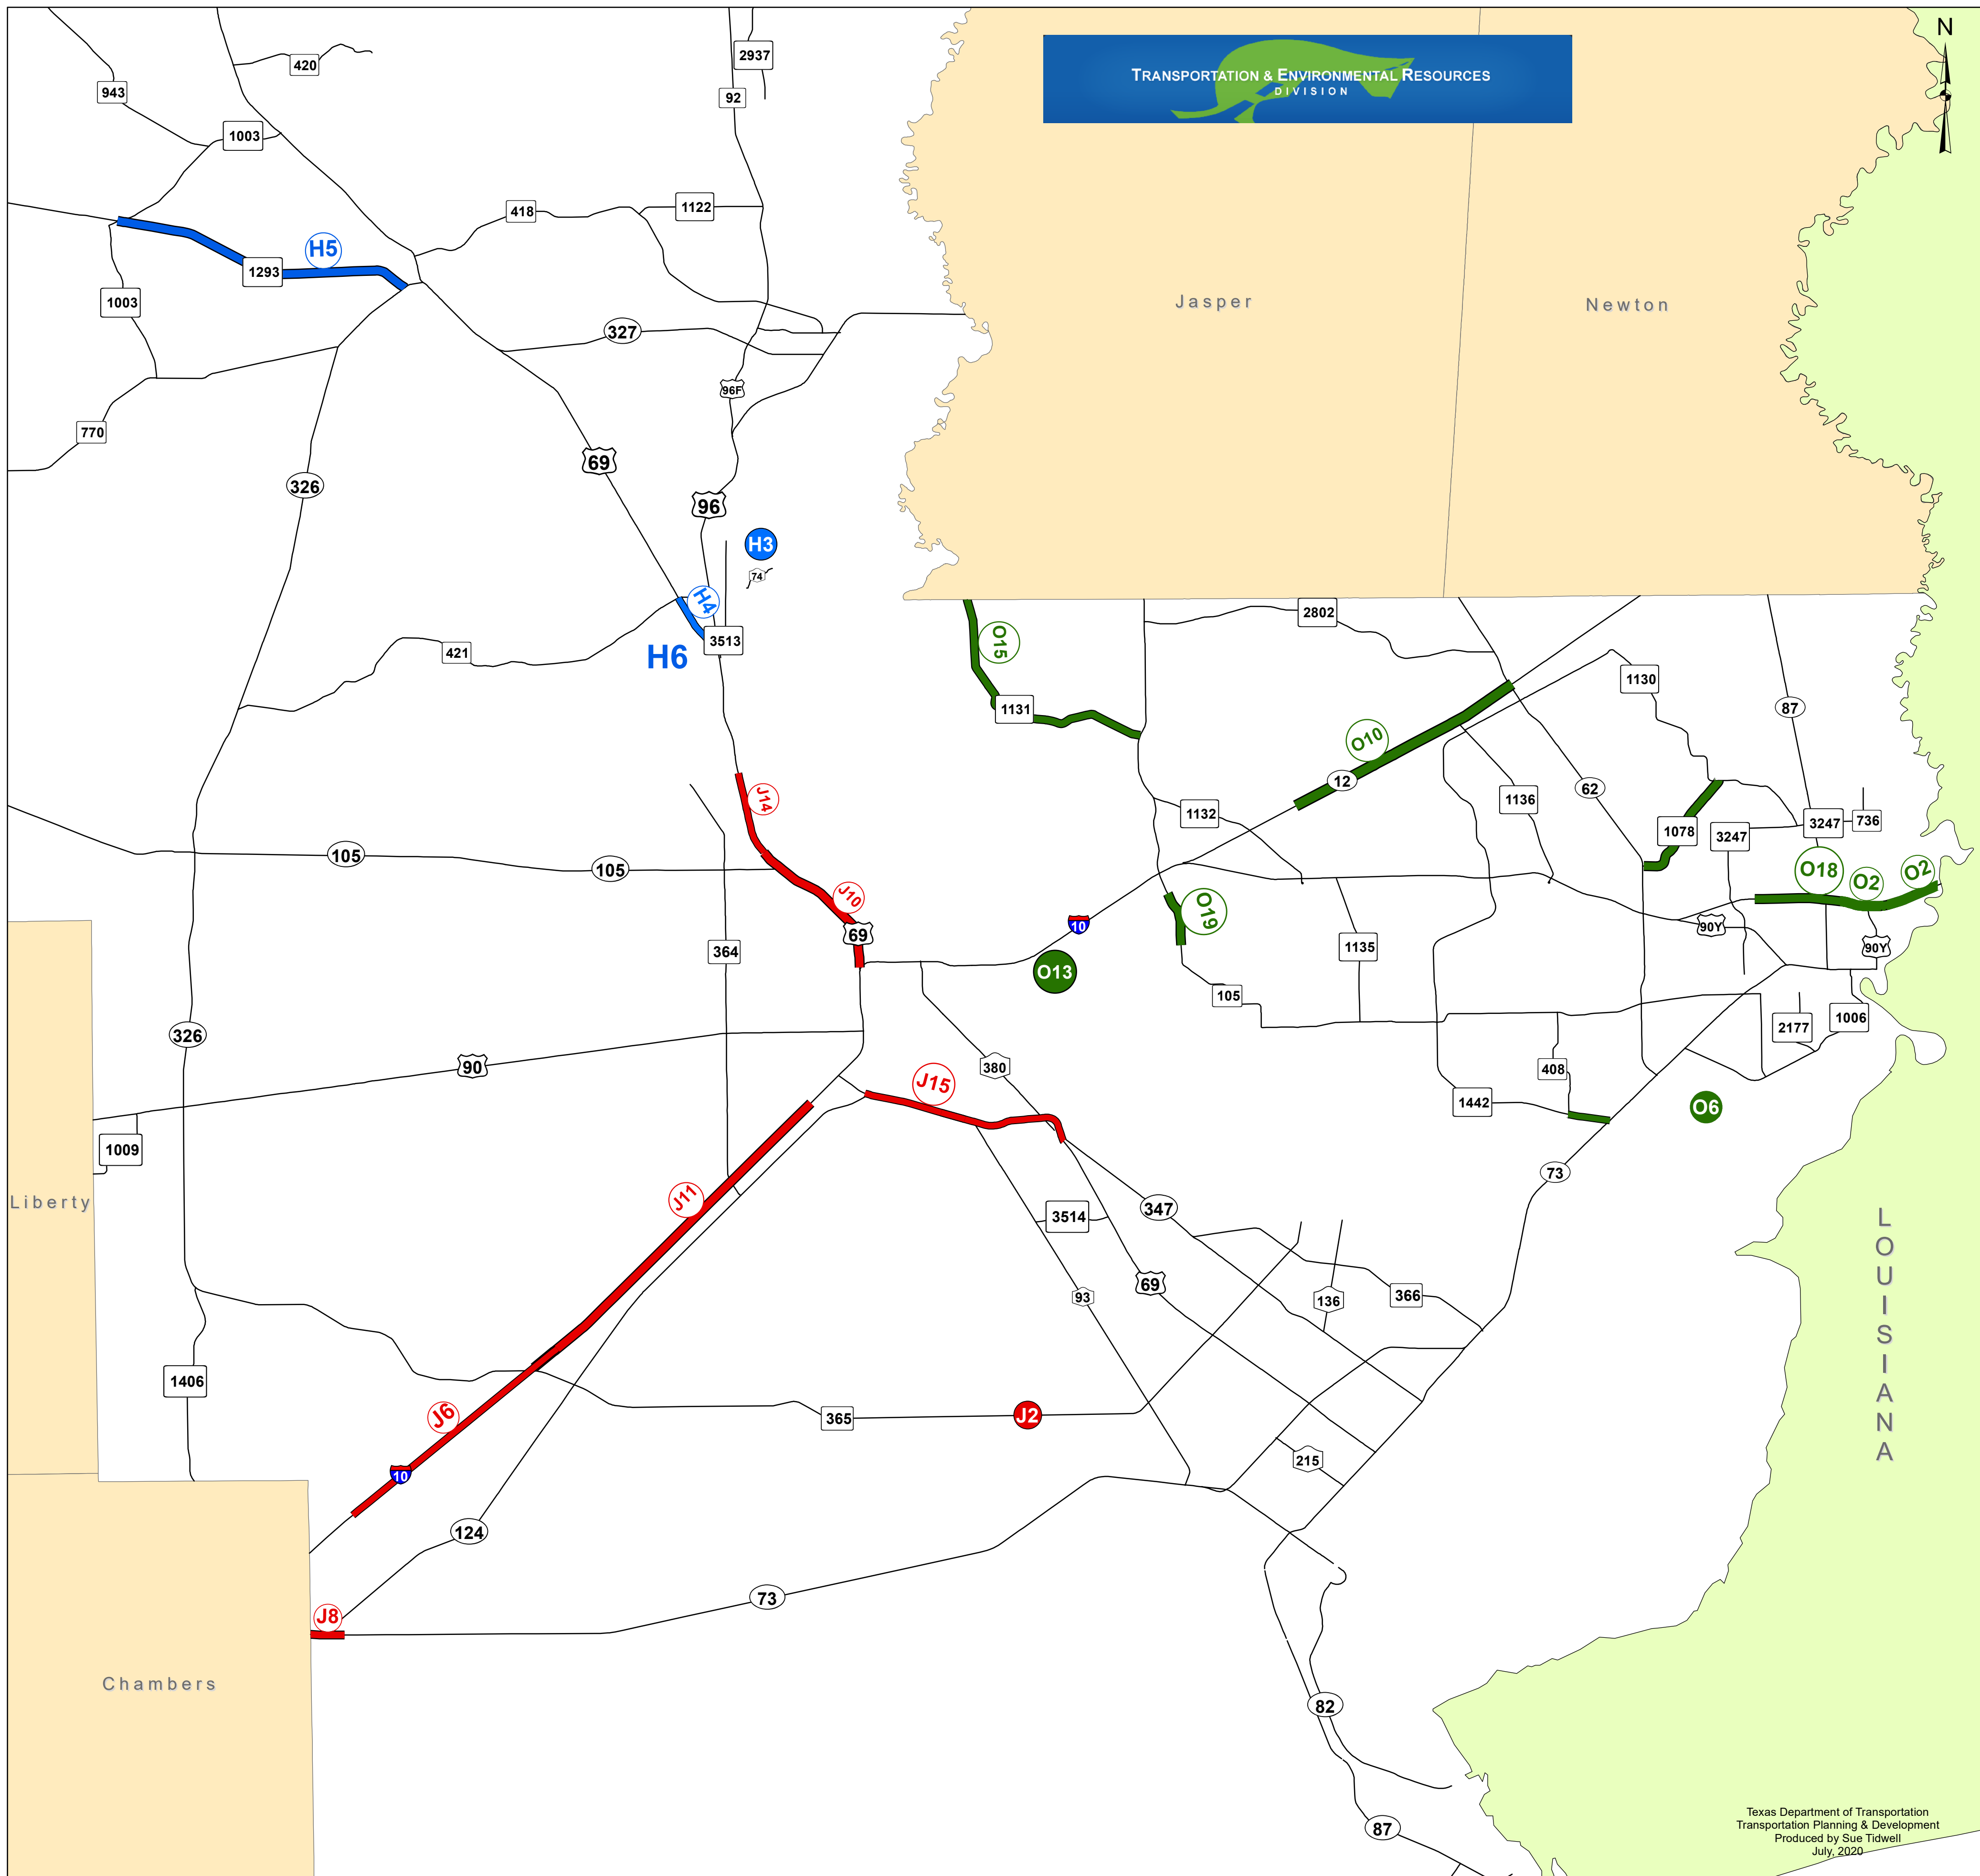 N
TRANSPORTATION & ENVIRONMENTAL RESOURCES
DIVISION
420
2937
943
92
1003
418
1122
H5
1293
Jasper
Newton
1003
327
96F
770
69
326
96
H3
74
H4
2802
3513
O15
421
H6
1130
1131
87
O10
12
62
J14
1136
1132
3247
736
1078
3247
105
105
O18
O2
O2
J10
O19
10
90Y
69
1135
90Y
364
O13
105
1006
2177
326
90
380
408
J15
1442
O6
1009
73
J11
Liberty
347
3514
LOUISIANA
69
366
93
136
1406
J6
365
J2
215
10
124
73
J8
Chambers
82
87
Texas Department of Transportation
Transportation Planning & Development
Produced by Sue Tidwell
July, 2020